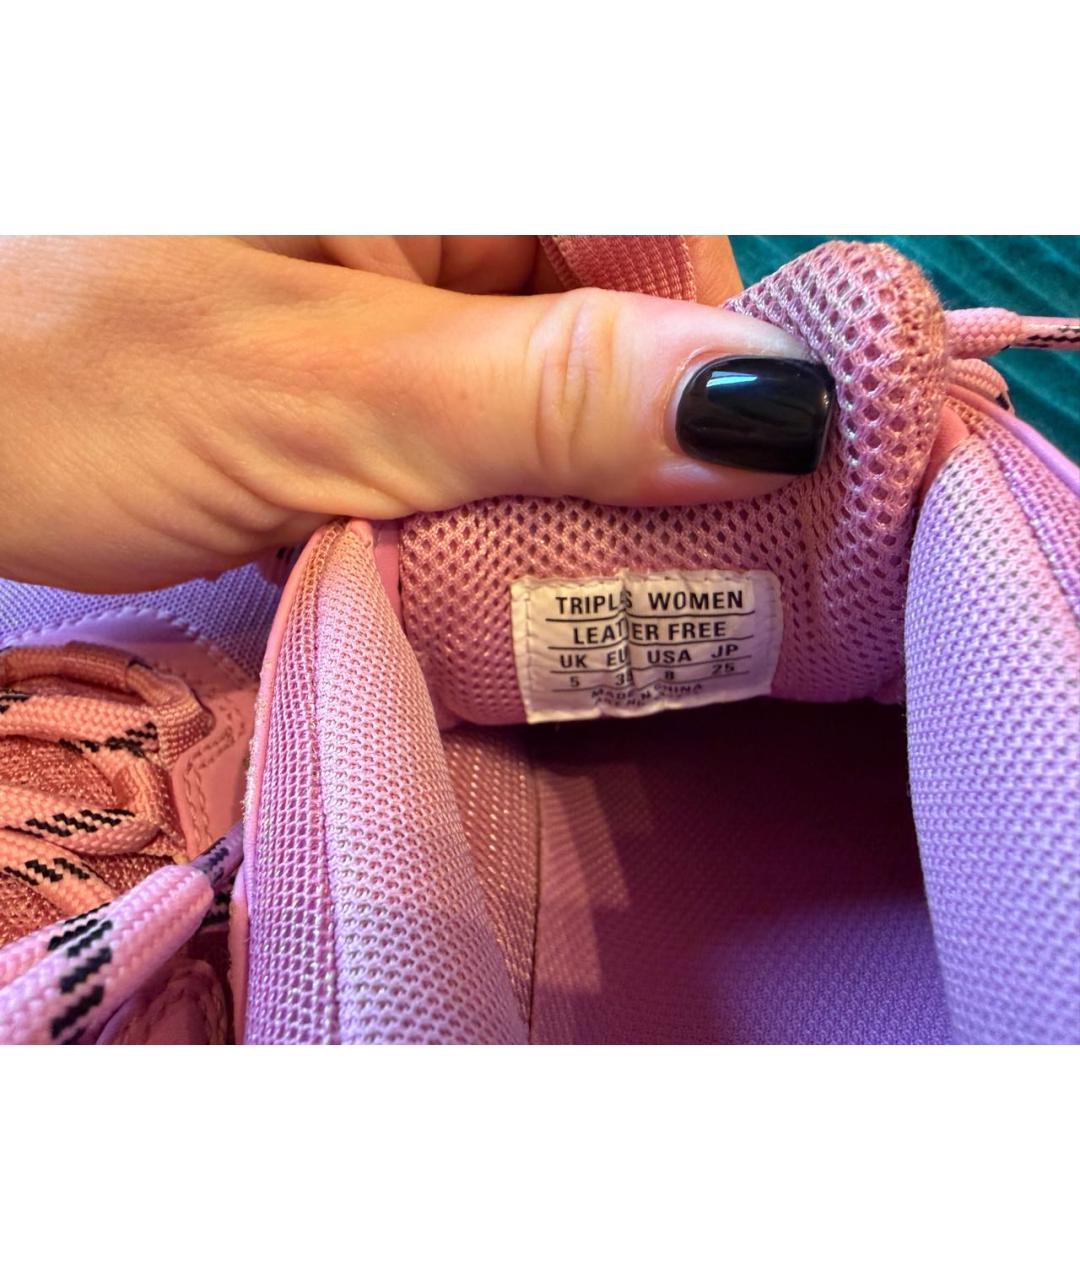 TRIPLE S WOMEN
LEATHER FREE
UK EU USA JP
5 38 8 25
MADE IN CHINA